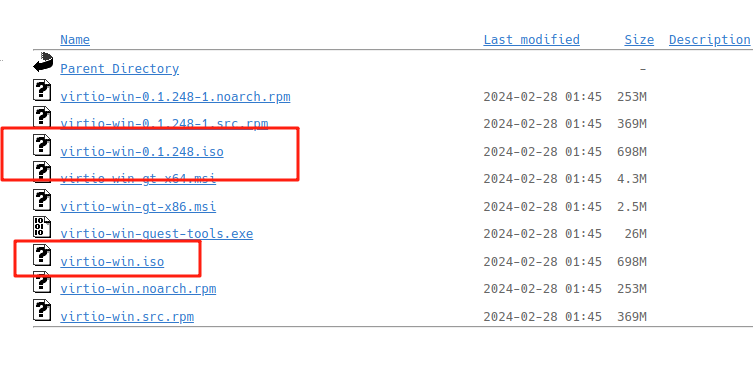 Name Last modified Size Description
Parent Directory -
virtio-win-0.1.248-1.noarch.rpm 2024-02-28 01:45 253M
virtio-win-0.1.248-1.src.rpm 2024-02-28 01:45 369M
virtio-win-0.1.248.iso 2024-02-28 01:45 698M
virtio-win-gt-x64.msi 2024-02-28 01:45 4.3M
virtio-win-gt-x86.msi 2024-02-28 01:45 2.5M
virtio-win-guest-tools.exe 2024-02-28 01:45 26M
virtio-win.iso 2024-02-28 01:45 698M
virtio-win.noarch.rpm 2024-02-28 01:45 253M
virtio-win.src.rpm 2024-02-28 01:45 369M